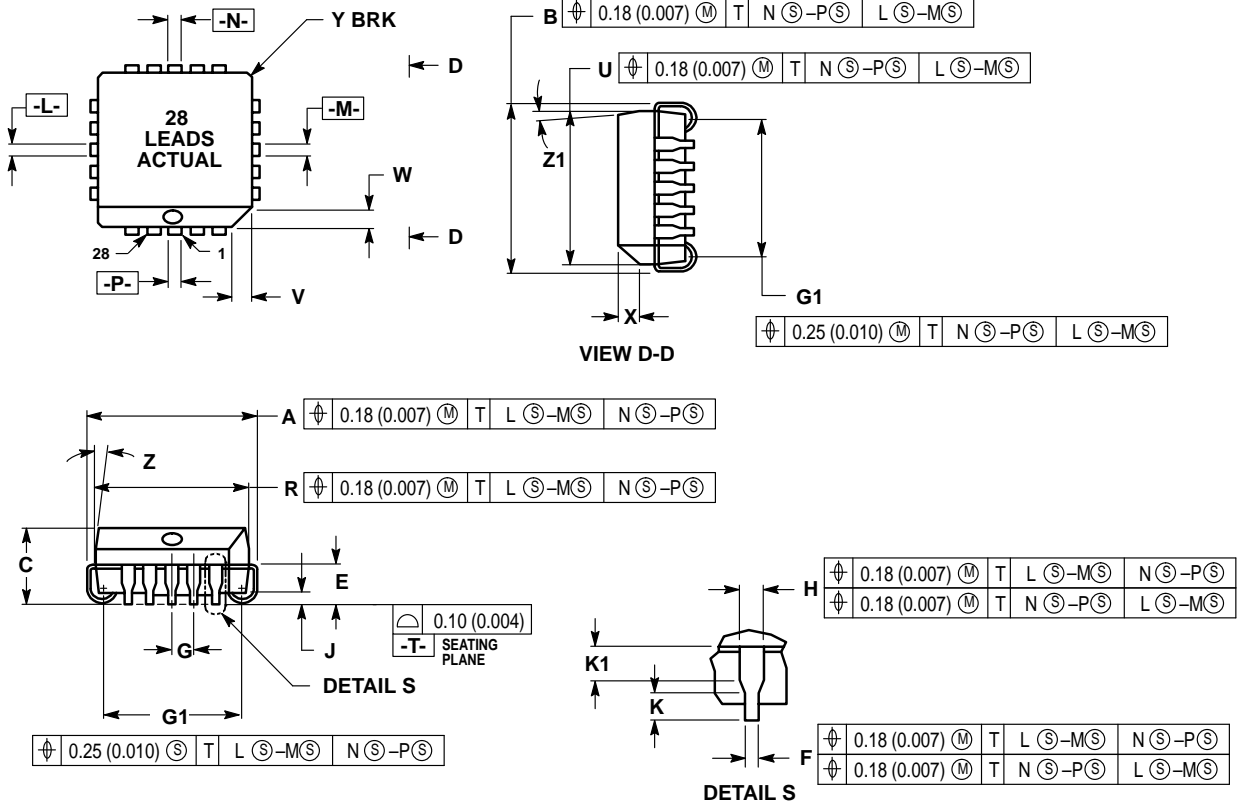 -N-
Y BRK
B ⌖ 0.18 (0.007) Ⓜ T N Ⓢ –P Ⓢ L Ⓢ –M Ⓢ
D
U ⌖ 0.18 (0.007) Ⓜ T N Ⓢ –P Ⓢ L Ⓢ –M Ⓢ
-L-
-M-
28
LEADS
ACTUAL
Z1
W
D
28
1
-P-
V
X
G1
⌖ 0.25 (0.010) Ⓜ T N Ⓢ –P Ⓢ L Ⓢ –M Ⓢ
VIEW D-D
A ⌖ 0.18 (0.007) Ⓜ T L Ⓢ –M Ⓢ N Ⓢ –P Ⓢ
Z
R ⌖ 0.18 (0.007) Ⓜ T L Ⓢ –M Ⓢ N Ⓢ –P Ⓢ
C
E
⌓ 0.10 (0.004)
-T- SEATING
PLANE
G
J
DETAIL S
G1
⌖ 0.25 (0.010) Ⓢ T L Ⓢ –M Ⓢ N Ⓢ –P Ⓢ
H ⌖ 0.18 (0.007) Ⓜ T L Ⓢ –M Ⓢ N Ⓢ –P Ⓢ
⌖ 0.18 (0.007) Ⓜ T N Ⓢ –P Ⓢ L Ⓢ –M Ⓢ
K1
K
F ⌖ 0.18 (0.007) Ⓜ T L Ⓢ –M Ⓢ N Ⓢ –P Ⓢ
⌖ 0.18 (0.007) Ⓜ T N Ⓢ –P Ⓢ L Ⓢ –M Ⓢ
DETAIL S